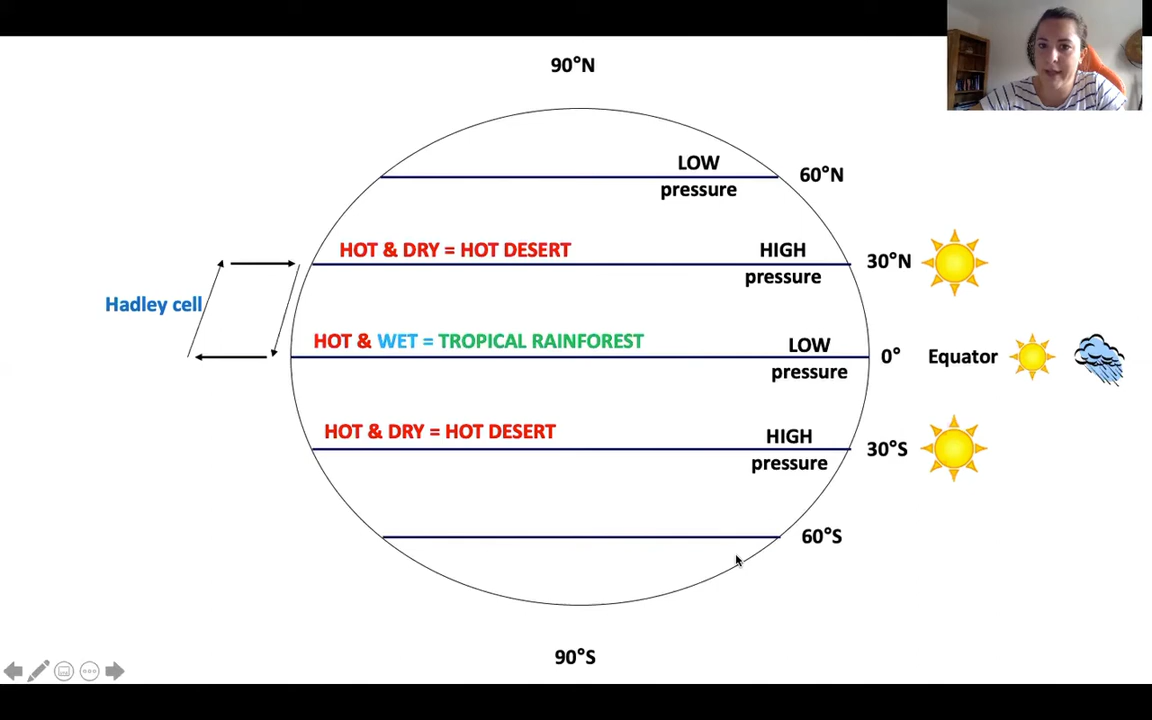 90°N
LOW
pressure
60°N
HOT & DRY = HOT DESERT
HIGH
pressure
30°N
Hadley cell
HOT & WET = TROPICAL RAINFOREST
LOW
pressure
0°
Equator
HOT & DRY = HOT DESERT
HIGH
pressure
30°S
60°S
90°S